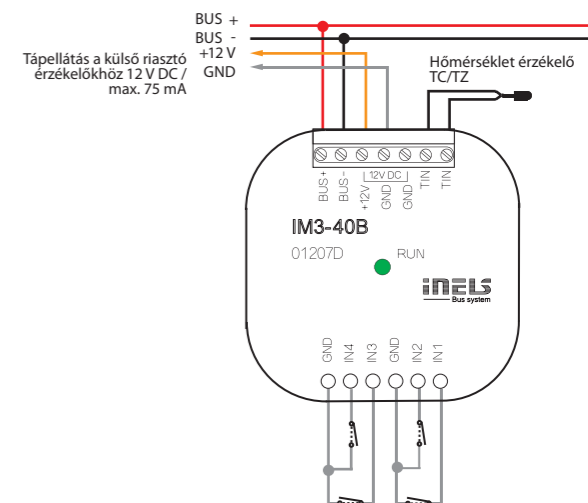 BUS +
BUS -
+12 V
GND
Tápellátás a külső riasztó
érzékelőkhöz 12 V DC /
max. 75 mA
Hőmérséklet érzékelő
TC/TZ
BUS+
BUS-
+12V
12V DC
GND
GND
TIN
TIN
IM3-40B
01207D
RUN
iNELS
Bus system
GND
IN4
IN3
GND
IN2
IN1